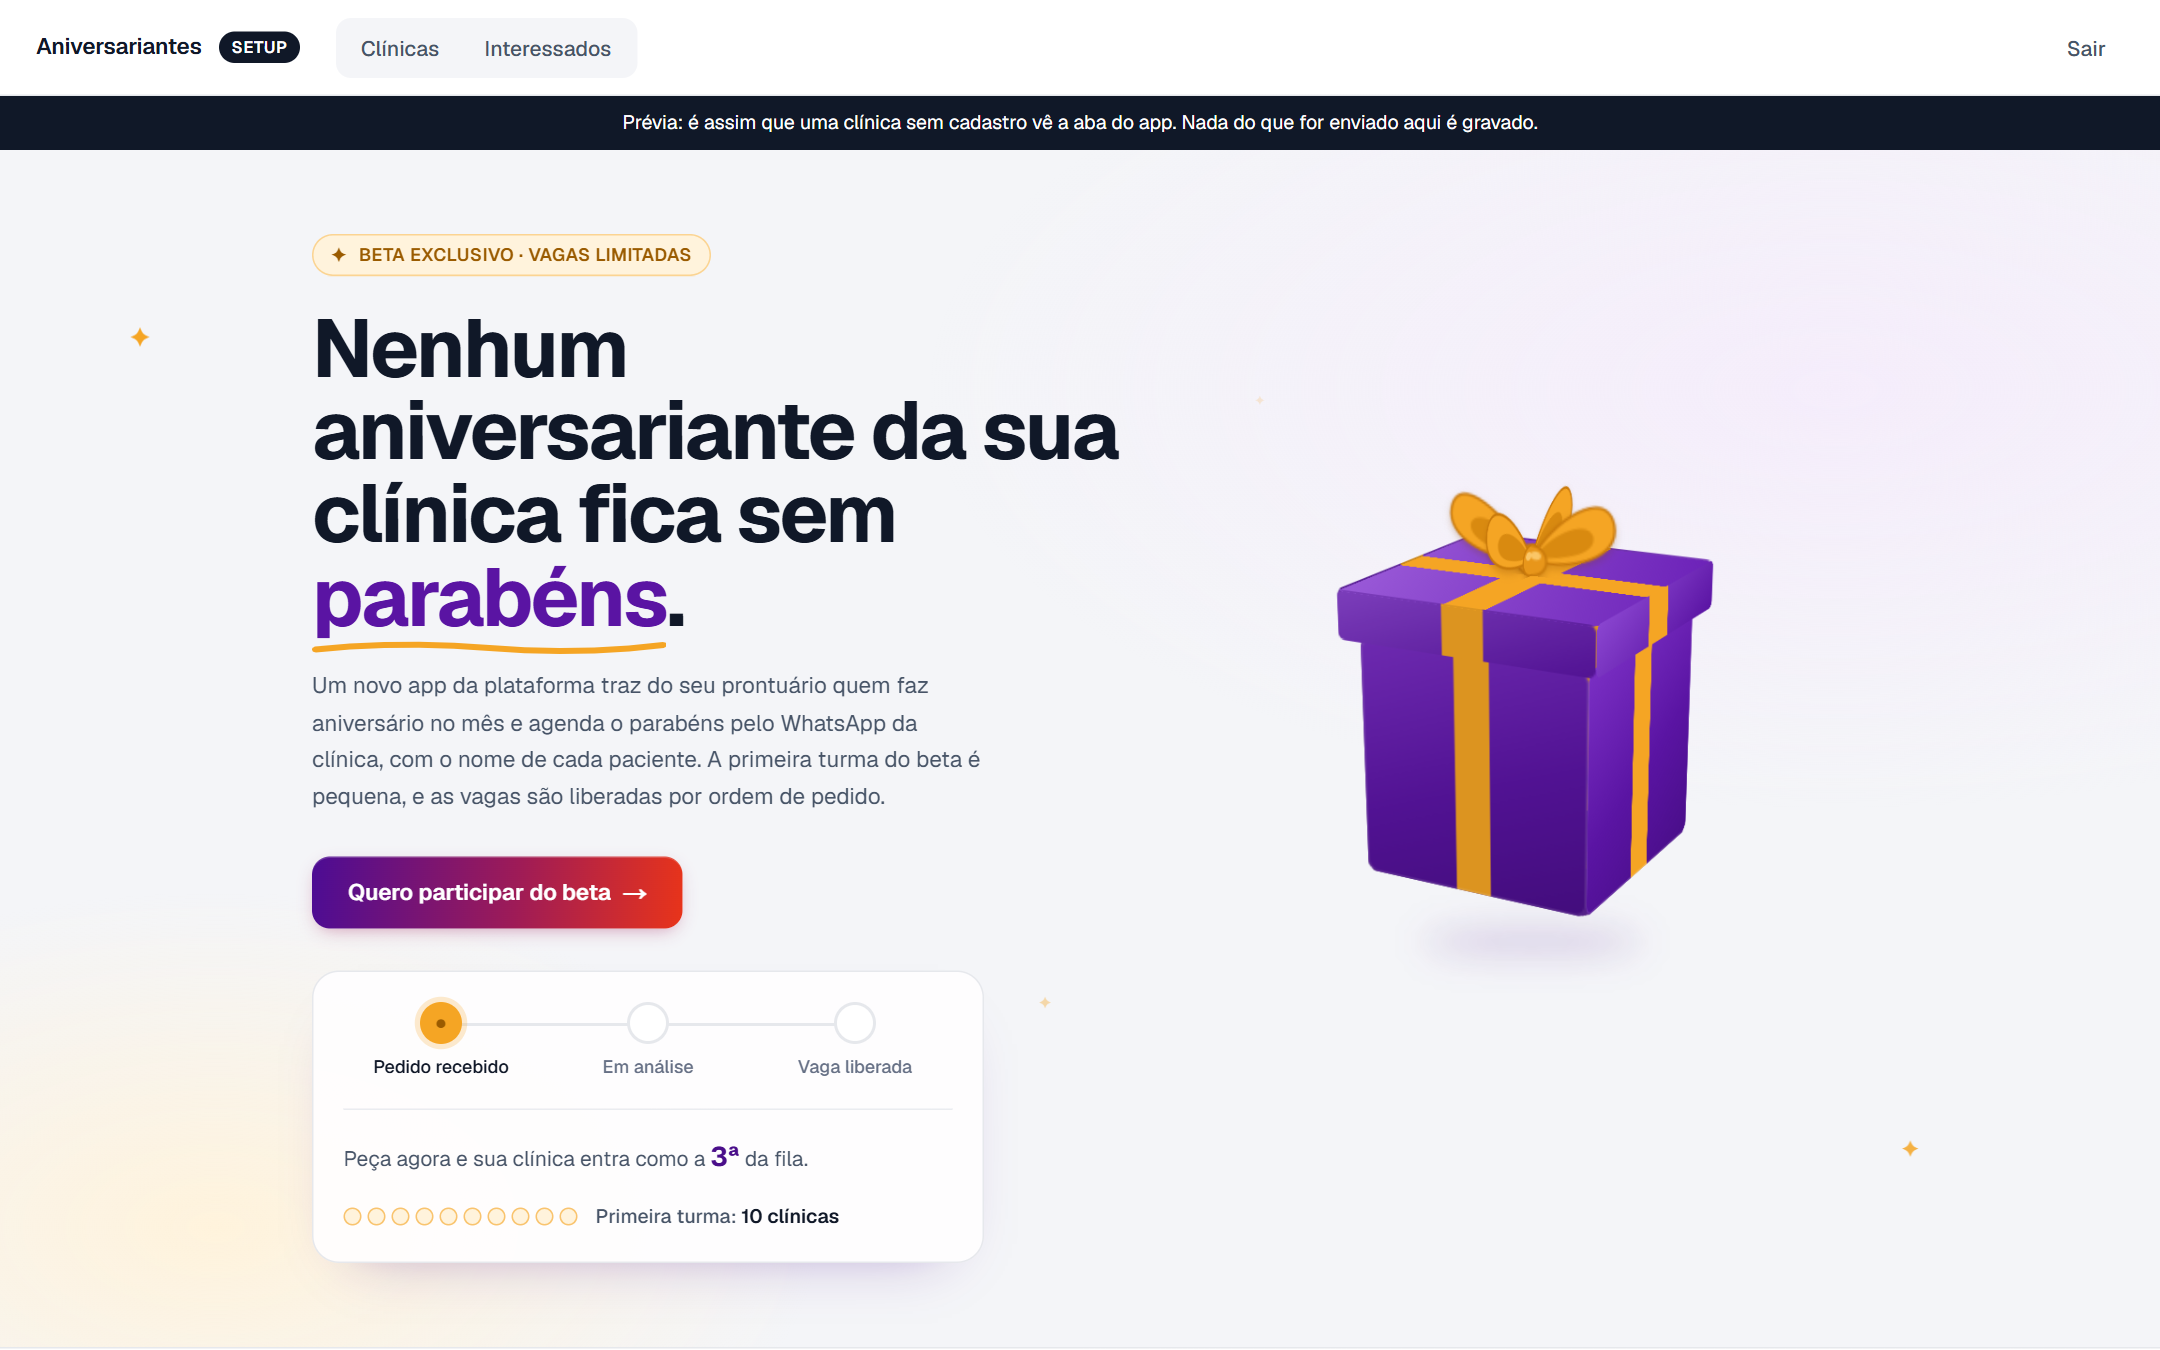 Aniversariantes SETUP Clínicas Interessados Sair
Prévia: é assim que uma clínica sem cadastro vê a aba do app. Nada do que for enviado aqui é gravado.
✦ BETA EXCLUSIVO · VAGAS LIMITADAS
Nenhum
aniversariante da sua
clínica fica sem
parabéns.
Um novo app da plataforma traz do seu prontuário quem faz
aniversário no mês e agenda o parabéns pelo WhatsApp da
clínica, com o nome de cada paciente. A primeira turma do beta é
pequena, e as vagas são liberadas por ordem de pedido.
Quero participar do beta →
Pedido recebido Em análise Vaga liberada
Peça agora e sua clínica entra como a 3ª da fila.
Primeira turma: 10 clínicas